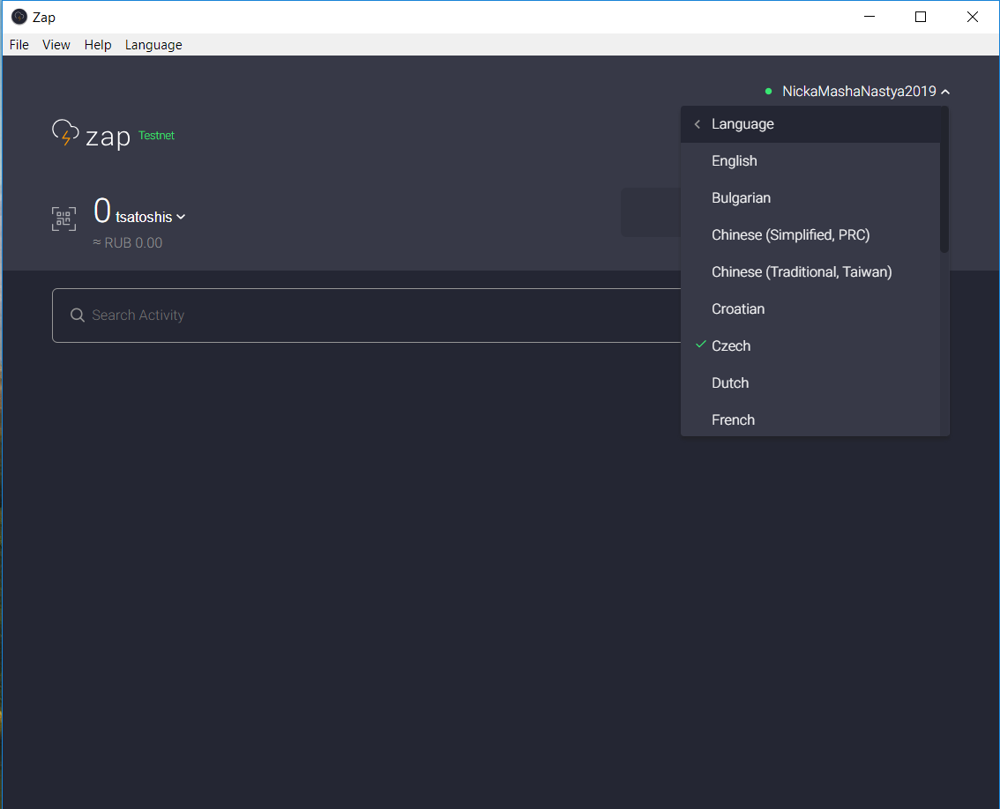 Zap
File View Help Language
NickaMashaNastya2019
zap Testnet
Language
English
Bulgarian
Chinese (Simplified, PRC)
Chinese (Traditional, Taiwan)
Croatian
Czech
Dutch
French
0 tsatoshis
≈ RUB 0.00
Search Activity